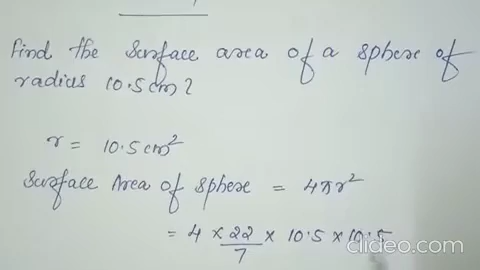 Find the surface area of a sphere of
radius 10.5cm?
r = 10.5cm²
Surface Area of sphere = 4πr²
= 4 × 22/7 × 10.5 × 10.5
clideo.com